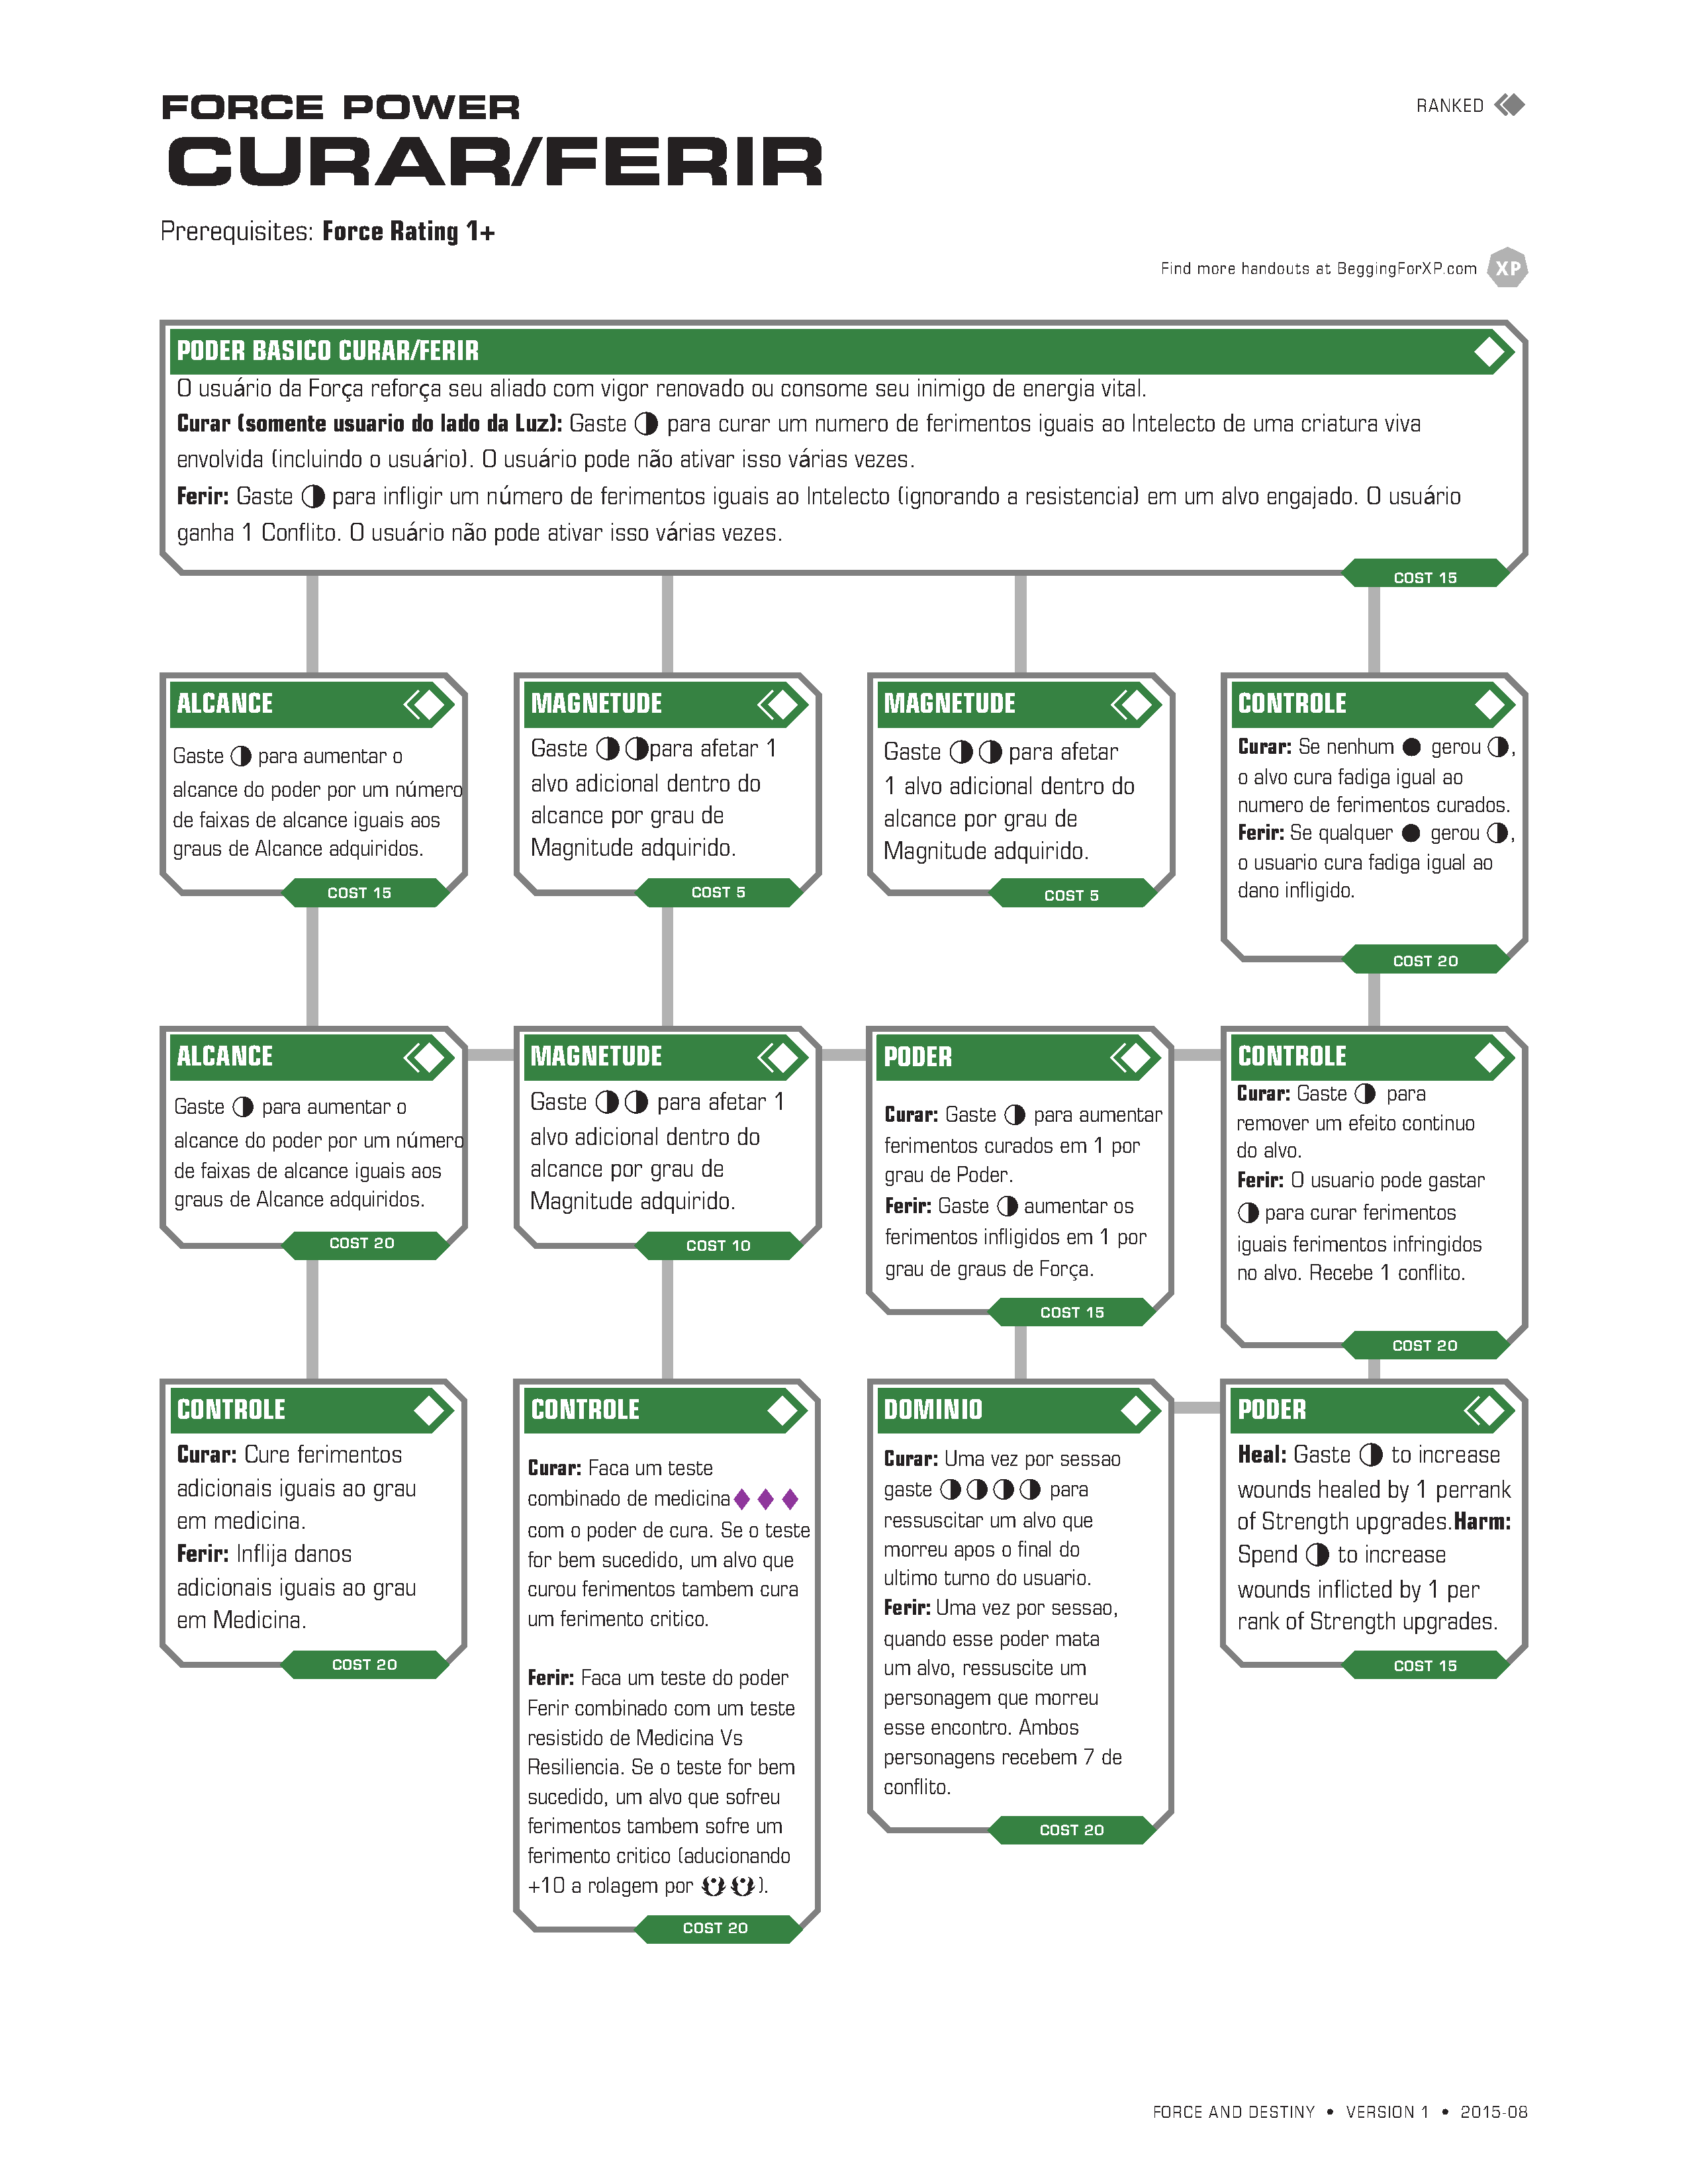 FORCE POWER
RANKED
CURAR/FERIR
Prerequisites: Force Rating 1+
Find more handouts at BeggingForXP.com XP
PODER BASICO CURAR/FERIR
O usuário da Força reforça seu aliado com vigor renovado ou consome seu inimigo de energia vital.
Curar (somente usuario do lado da Luz): Gaste para curar um numero de ferimentos iguais ao Intelecto de uma criatura viva
envolvida (incluindo o usuário). O usuário pode não ativar isso várias vezes.
Ferir: Gaste para infligir um número de ferimentos iguais ao Intelecto (ignorando a resistencia) em um alvo engajado. O usuário
ganha 1 Conflito. O usuário não pode ativar isso várias vezes.
COST 15
ALCANCE
Gaste para aumentar o
alcance do poder por um número
de faixas de alcance iguais aos
graus de Alcance adquiridos.
COST 15
MAGNETUDE
Gaste para afetar 1
alvo adicional dentro do
alcance por grau de
Magnitude adquirido.
COST 5
MAGNETUDE
Gaste para afetar
1 alvo adicional dentro do
alcance por grau de
Magnitude adquirido.
COST 5
CONTROLE
Curar: Se nenhum gerou ,
o alvo cura fadiga igual ao
numero de ferimentos curados.
Ferir: Se qualquer gerou ,
o usuario cura fadiga igual ao
dano infligido.
COST 20
ALCANCE
Gaste para aumentar o
alcance do poder por um número
de faixas de alcance iguais aos
graus de Alcance adquiridos.
COST 20
MAGNETUDE
Gaste para afetar 1
alvo adicional dentro do
alcance por grau de
Magnitude adquirido.
COST 10
PODER
Curar: Gaste para aumentar
ferimentos curados em 1 por
grau de Poder.
Ferir: Gaste aumentar os
ferimentos infligidos em 1 por
grau de graus de Força.
COST 15
CONTROLE
Curar: Gaste para
remover um efeito continuo
do alvo.
Ferir: O usuario pode gastar
para curar ferimentos
iguais ferimentos infringidos
no alvo. Recebe 1 conflito.
COST 20
CONTROLE
Curar: Cure ferimentos
adicionais iguais ao grau
em medicina.
Ferir: Inflija danos
adicionais iguais ao grau
em Medicina.
COST 20
CONTROLE
Curar: Faca um teste
combinado de medicina
com o poder de cura. Se o teste
for bem sucedido, um alvo que
curou ferimentos tambem cura
um ferimento critico.
Ferir: Faca um teste do poder
Ferir combinado com um teste
resistido de Medicina Vs
Resiliencia. Se o teste for bem
sucedido, um alvo que sofreu
ferimentos tambem sofre um
ferimento critico (aducionando
+10 a rolagem por ).
COST 20
DOMINIO
Curar: Uma vez por sessao
gaste para
ressuscitar um alvo que
morreu apos o final do
ultimo turno do usuario.
Ferir: Uma vez por sessao,
quando esse poder mata
um alvo, ressuscite um
personagem que morreu
esse encontro. Ambos
personagens recebem 7 de
conflito.
COST 20
PODER
Heal: Gaste to increase
wounds healed by 1 perrank
of Strength upgrades.Harm:
Spend to increase
wounds inflicted by 1 per
rank of Strength upgrades.
COST 15
FORCE AND DESTINY • VERSION 1 • 2015-08